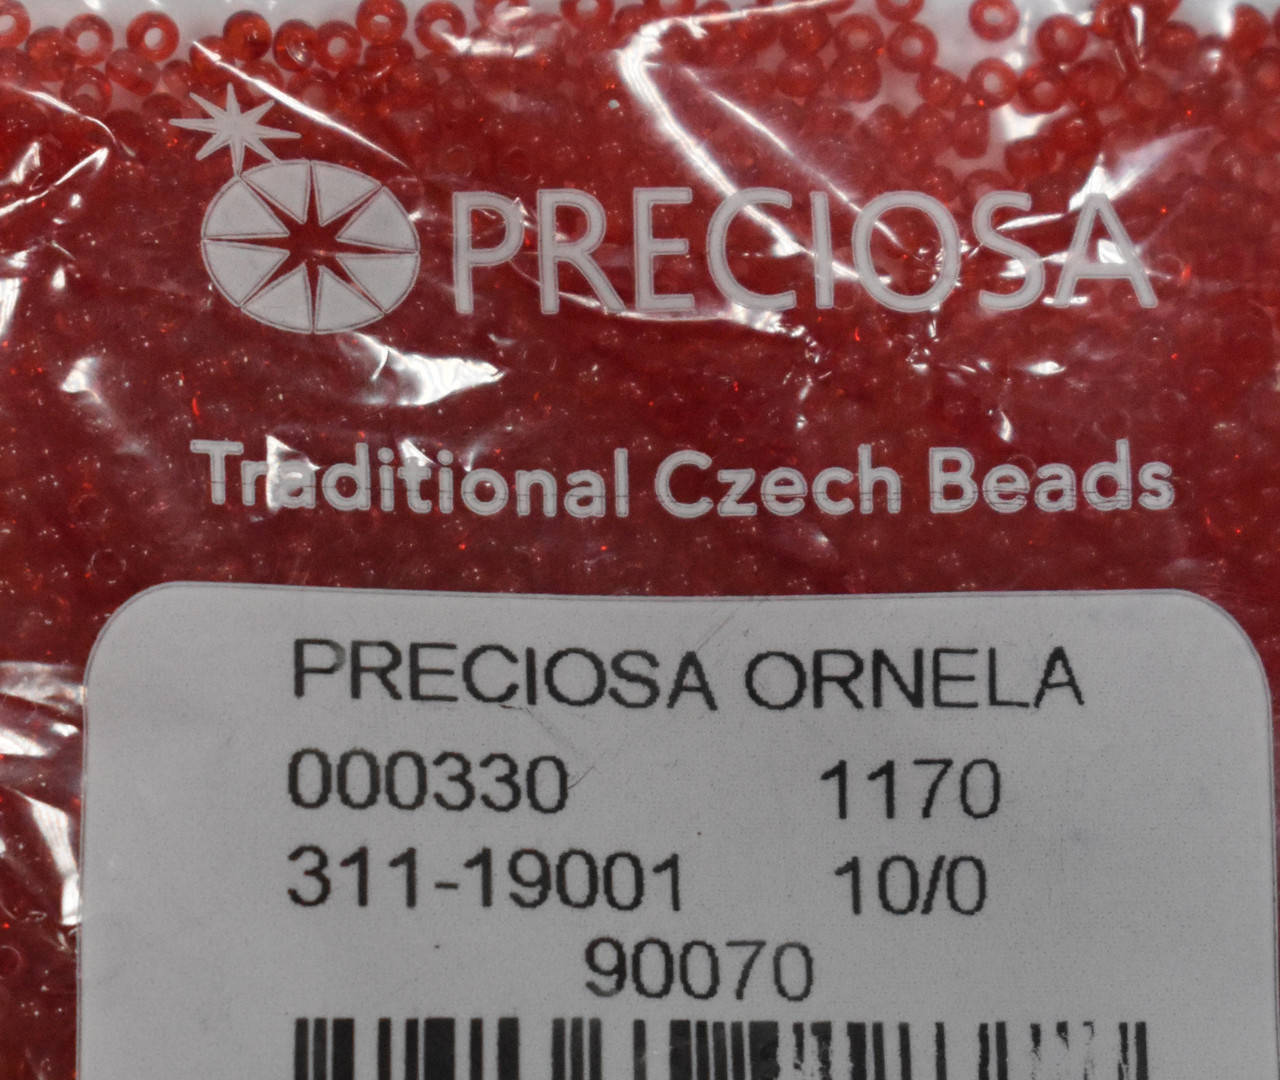 PRECIOSA
Traditional Czech Beads
PRECIOSA ORNELA
000330 1170
311-19001 10/0
90070